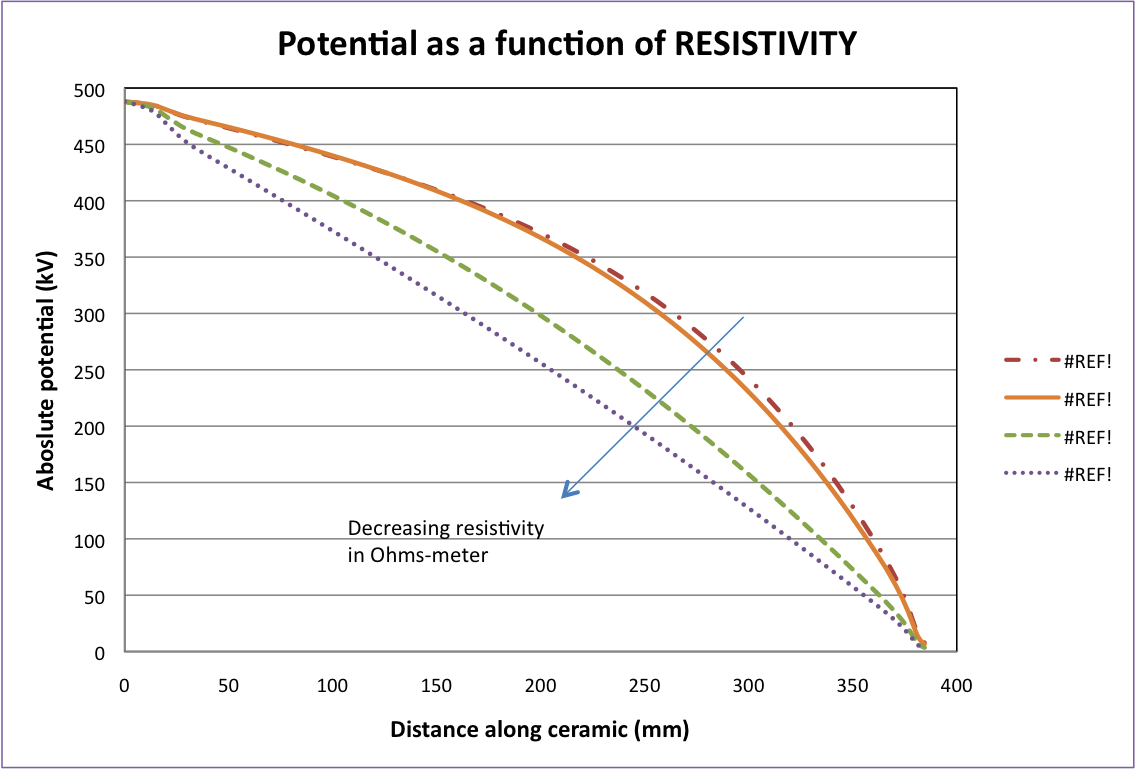 Potential as a function of RESISTIVITY
500
450
400
350
300
250
200
150
100
50
0
Aboslute potential (kV)
0 50 100 150 200 250 300 350 400
Distance along ceramic (mm)
Decreasing resistivity
in Ohms-meter
#REF!
#REF!
#REF!
#REF!